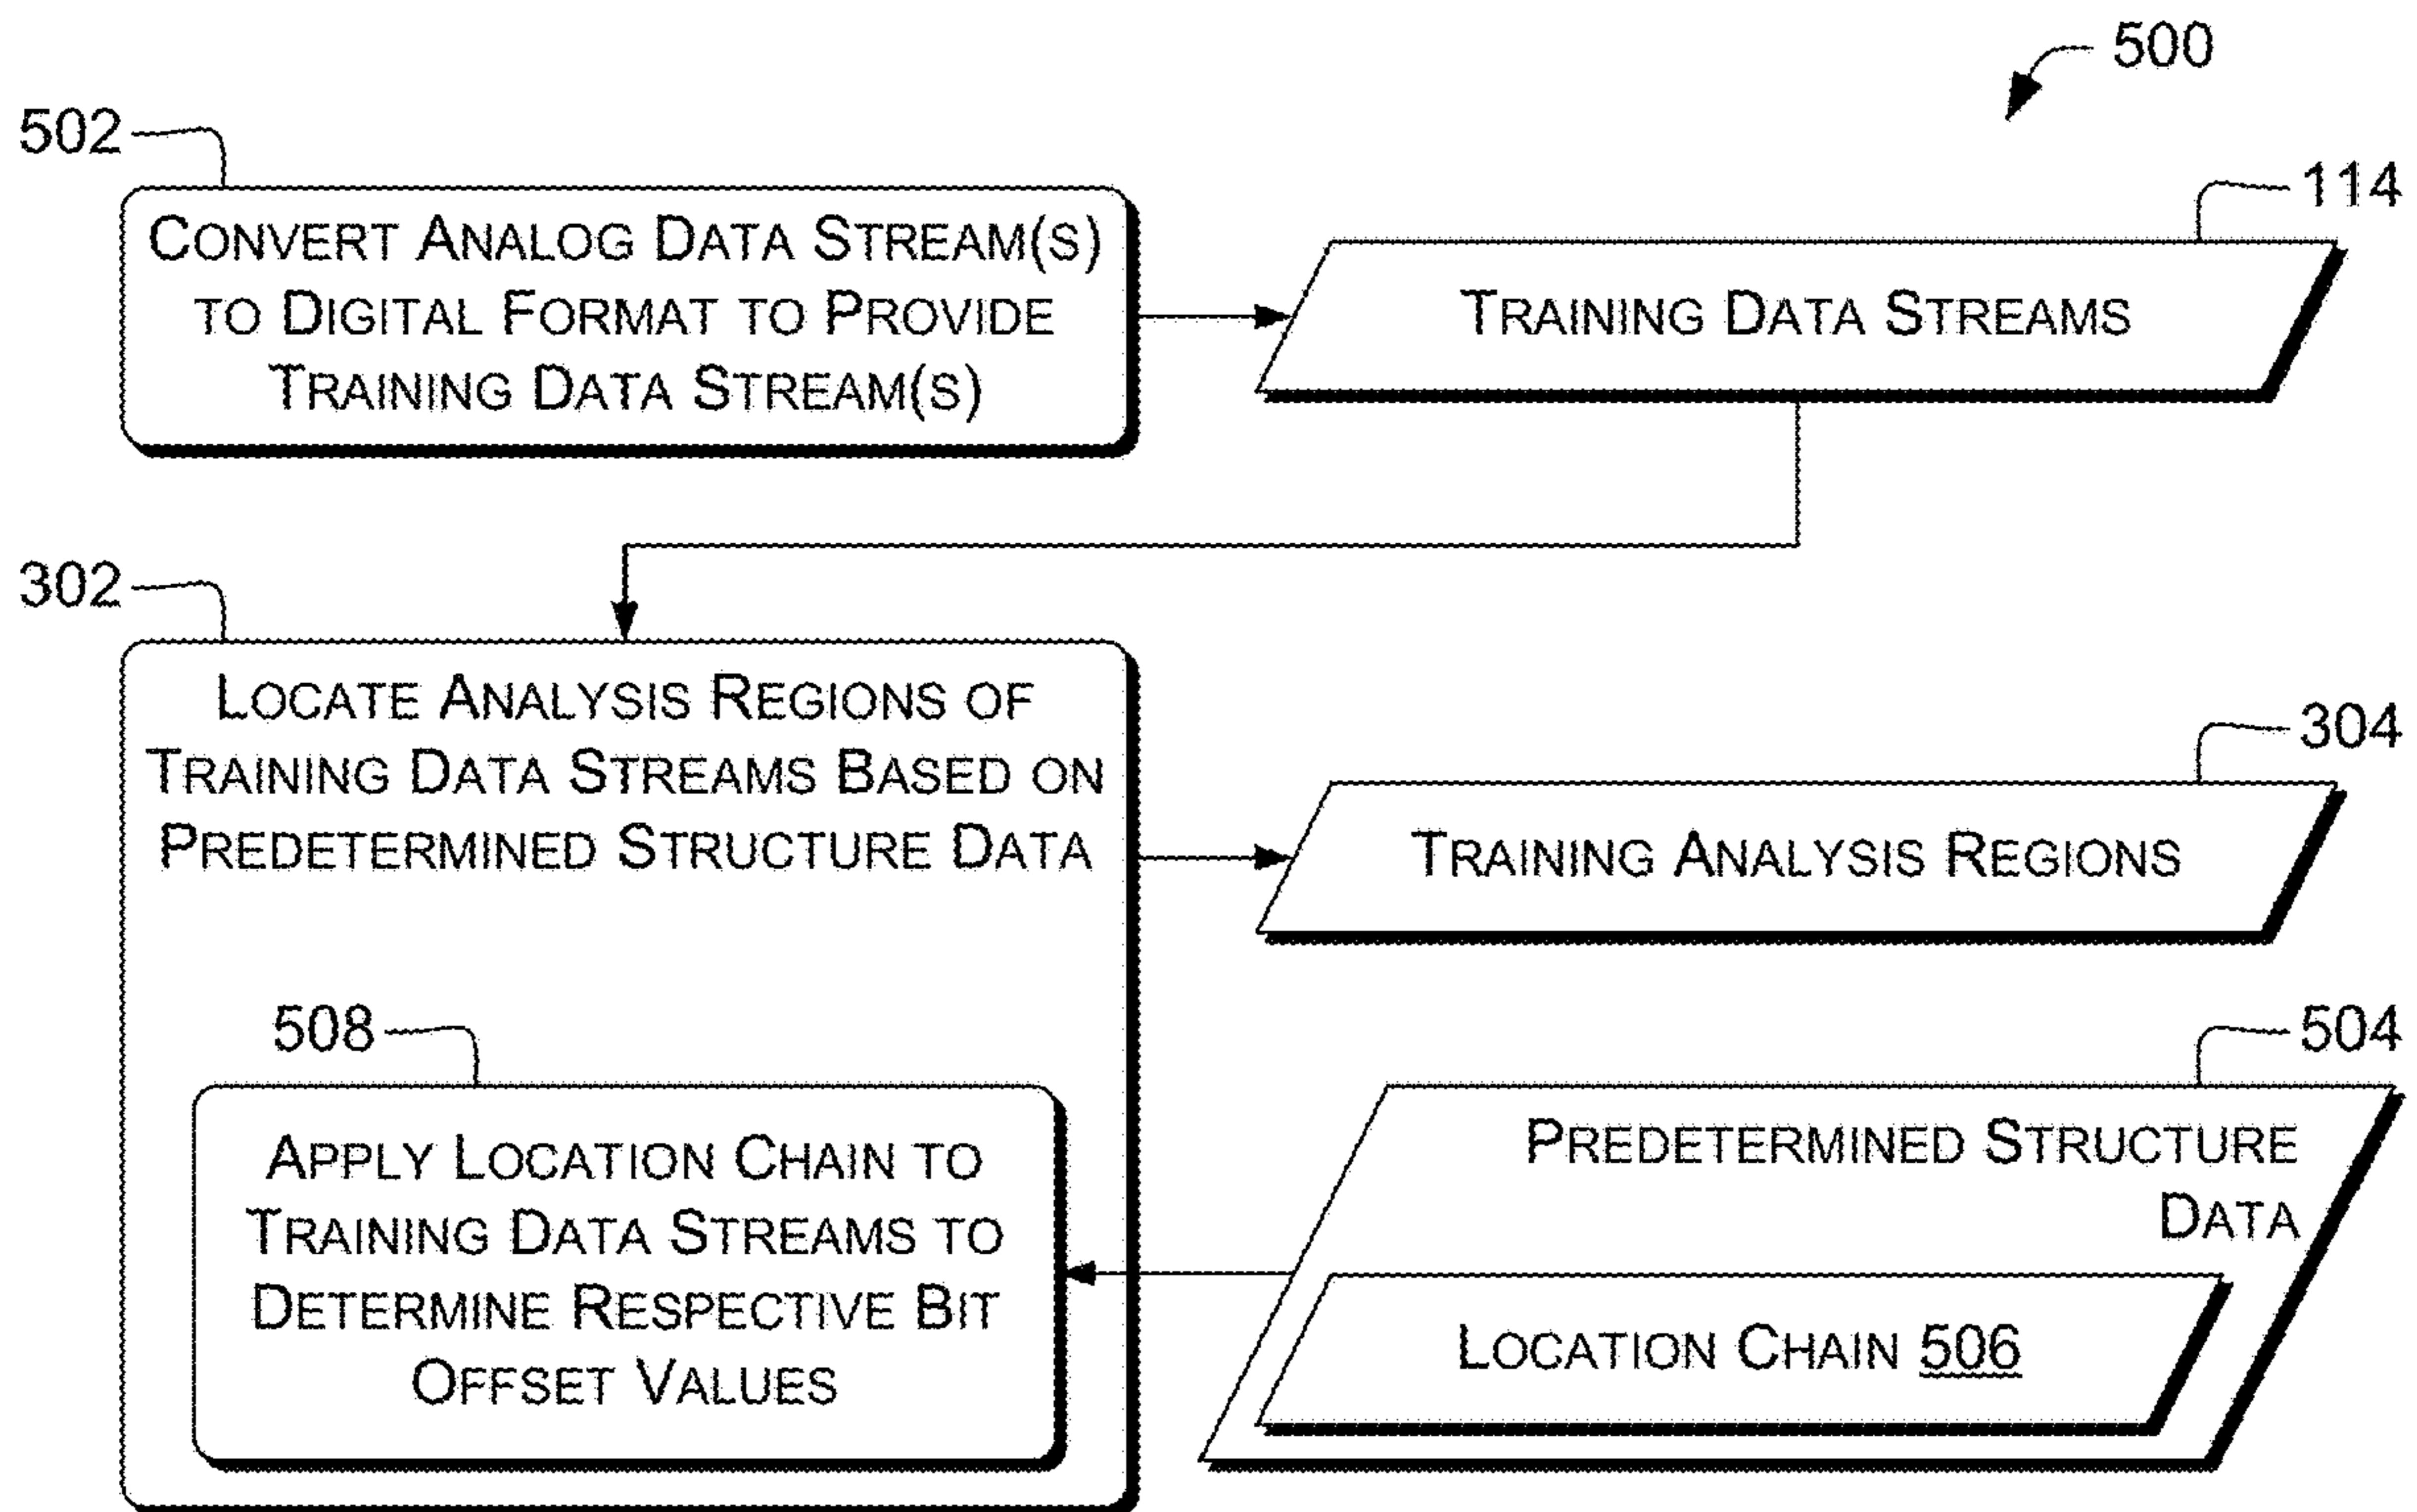 500
502
CONVERT ANALOG DATA STREAM(S)
TO DIGITAL FORMAT TO PROVIDE
TRAINING DATA STREAM(S)
114
TRAINING DATA STREAMS
302
LOCATE ANALYSIS REGIONS OF
TRAINING DATA STREAMS BASED ON
PREDETERMINED STRUCTURE DATA
304
TRAINING ANALYSIS REGIONS
508
APPLY LOCATION CHAIN TO
TRAINING DATA STREAMS TO
DETERMINE RESPECTIVE BIT
OFFSET VALUES
504
PREDETERMINED STRUCTURE
DATA
LOCATION CHAIN 506